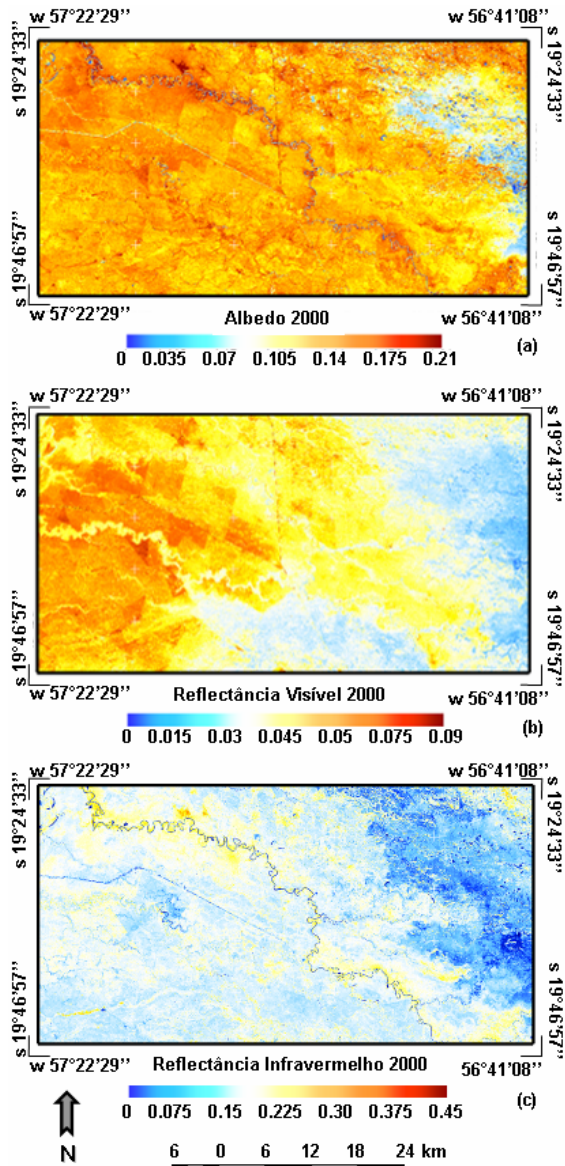 w 57°22’29’’ w 56°41’08’’
s 19°24’33’’ s 19°24’33’’
s 19°46’57’’ s 19°46’57’’
w 57°22’29’’ Albedo 2000 w 56°41’08’’
0 0.035 0.07 0.105 0.14 0.175 0.21 (a)
w 57°22’29’’ w 56°41’08’’
s 19°24’33’’ s 19°24’33’’
s 19°46’57’’ s 19°46’57’’
w 57°22’29’’ Reflectância Visível 2000 w 56°41’08’’
0 0.015 0.03 0.045 0.05 0.075 0.09 (b)
w 57°22’29’’ w 56°41’08’’
s 19°24’33’’ s 19°24’33’’
s 19°46’57’’ s 19°46’57’’
w 57°22’29’’ Reflectância Infravermelho 2000 56°41’08’’
0 0.075 0.15 0.225 0.30 0.375 0.45 (c)
N 6 0 6 12 18 24 km